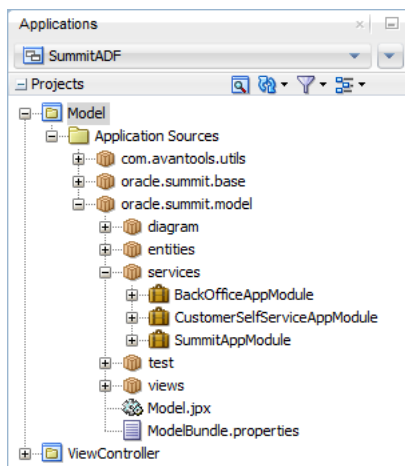 Applications
SummitADF
Projects
Model
Application Sources
com.avantools.utils
oracle.summit.base
oracle.summit.model
diagram
entities
services
BackOfficeAppModule
CustomerSelfServiceAppModule
SummitAppModule
test
views
Model.jpx
ModelBundle.properties
ViewController